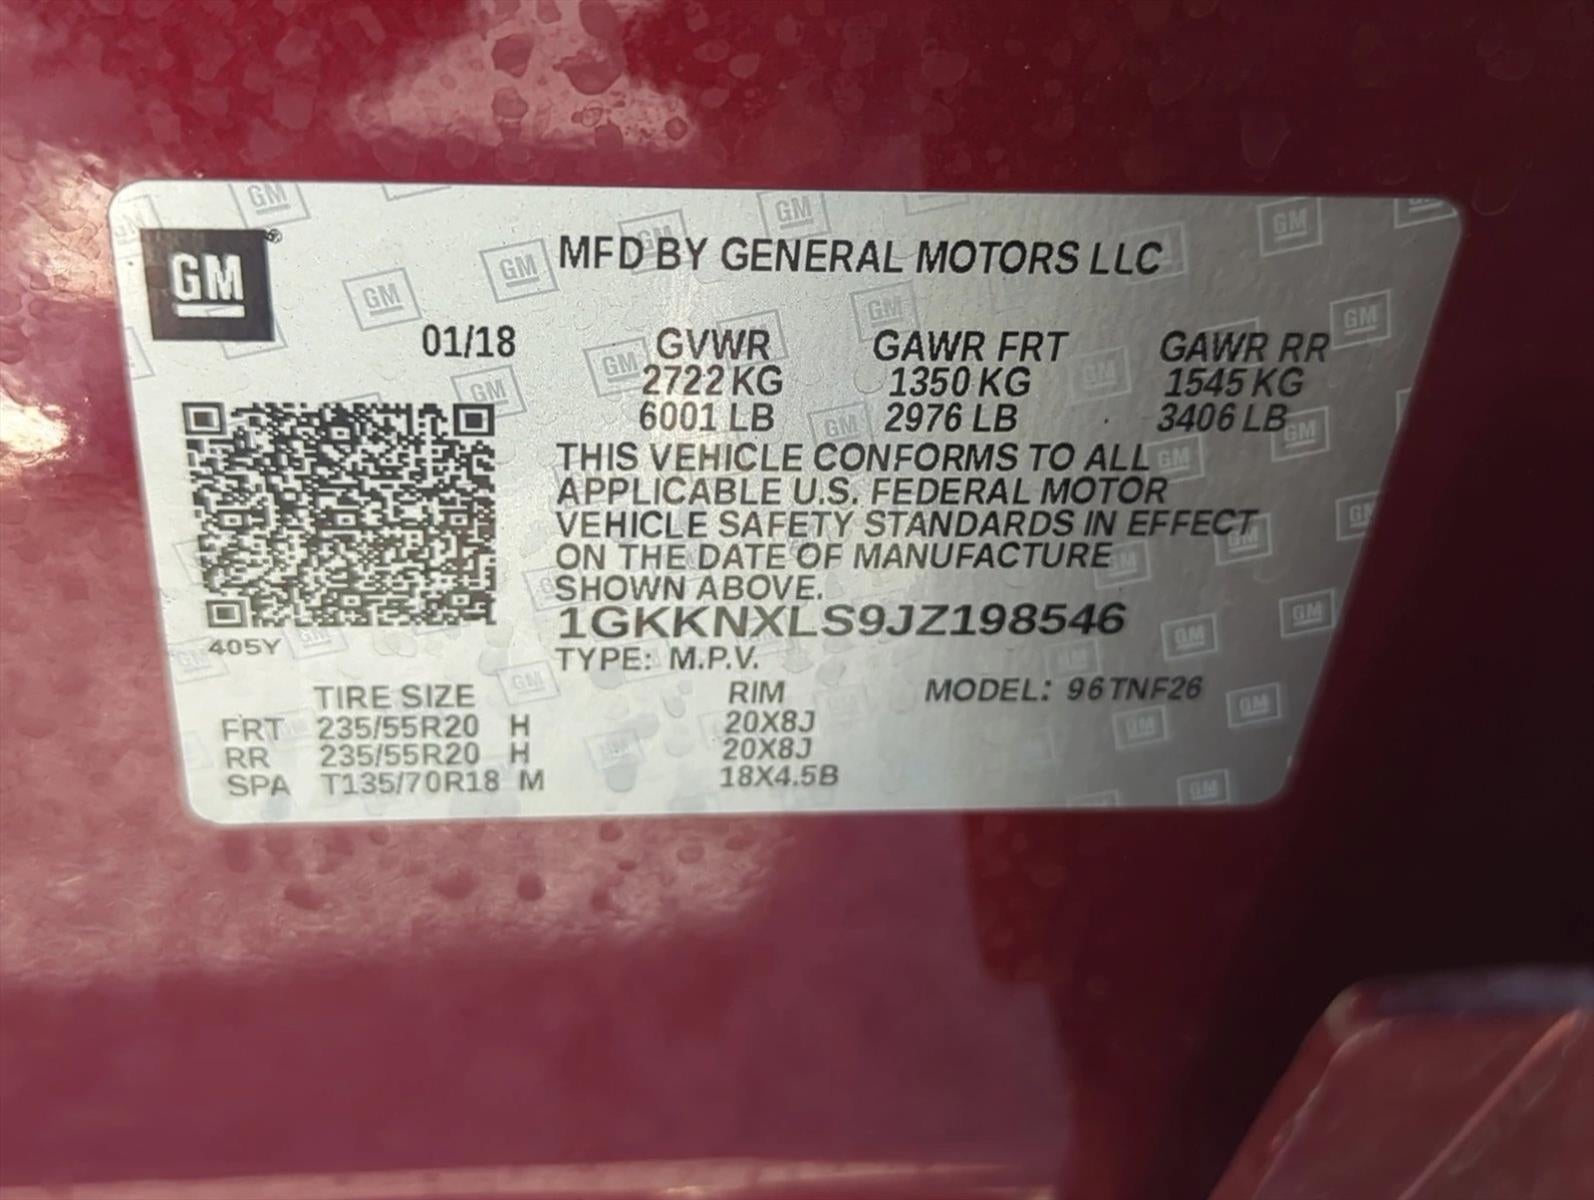 GM
MFD BY GENERAL MOTORS LLC
01/18 GVWR GAWR FRT GAWR RR
2722 KG 1350 KG 1545 KG
6001 LB 2976 LB 3406 LB
THIS VEHICLE CONFORMS TO ALL
APPLICABLE U.S. FEDERAL MOTOR
VEHICLE SAFETY STANDARDS IN EFFECT
ON THE DATE OF MANUFACTURE
SHOWN ABOVE.
1GKKNXLS9JZ198546
405Y
TYPE: M.P.V.
TIRE SIZE RIM MODEL: 96TNF26
FRT 235/55R20 H 20X8J
RR 235/55R20 H 20X8J
SPA T135/70R18 M 18X4.5B